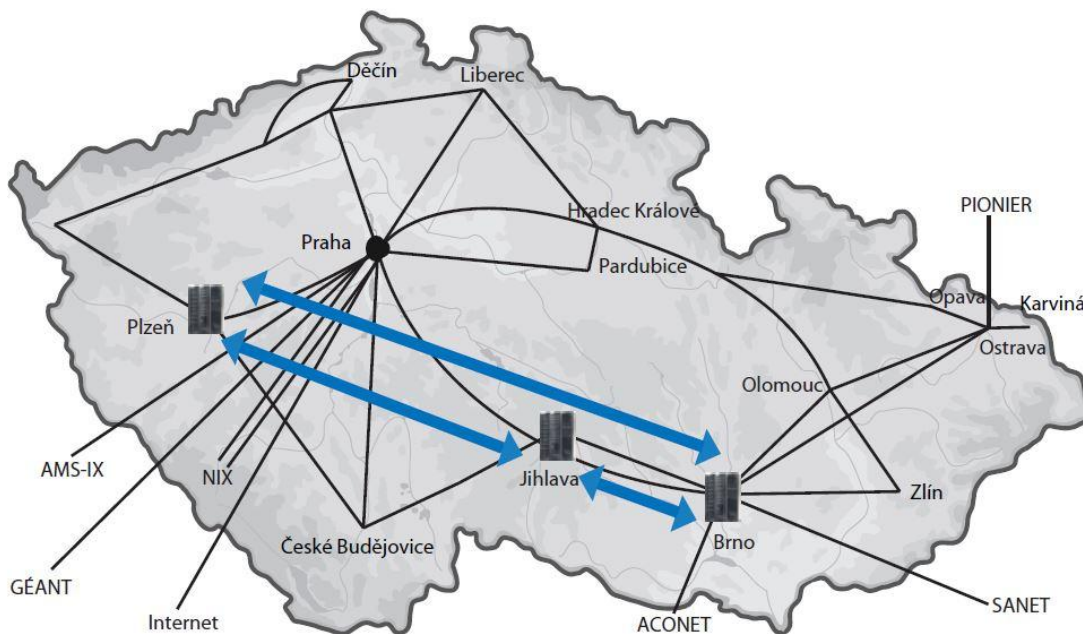 Děčín
Liberec
Hradec Králové
PIONIER
Praha
Pardubice
Opava
Karviná
Plzeň
Ostrava
Olomouc
AMS-IX
NIX
Jihlava
Zlín
České Budějovice
Brno
GÉANT
SANET
Internet
ACONET